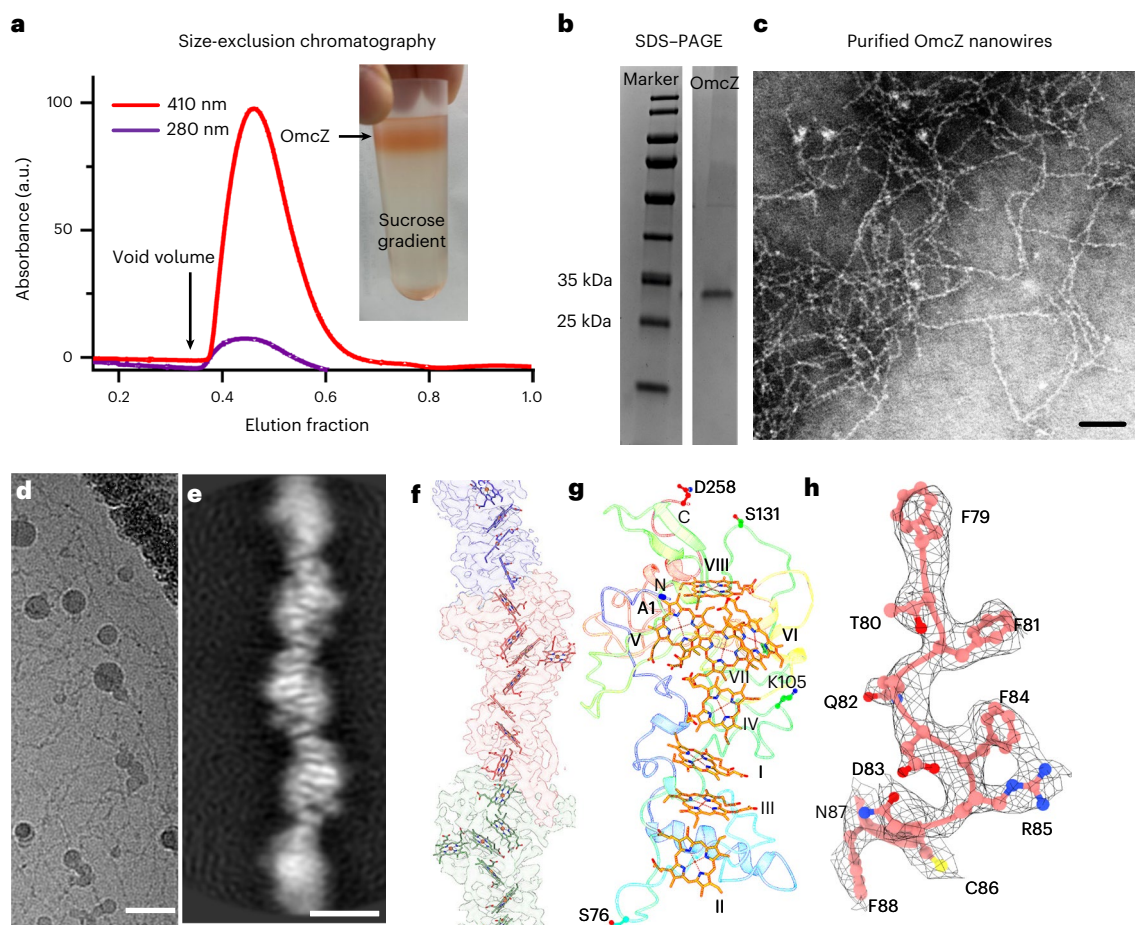 a
Size-exclusion chromatography
410 nm
280 nm
OmcZ
Sucrose
gradient
Void volume
Absorbance (a.u.)
100
50
0
0.2 0.4 0.6 0.8 1.0
Elution fraction
b
SDS–PAGE
Marker OmcZ
35 kDa
25 kDa
c
Purified OmcZ nanowires
d
e
f
g
D258
C
S131
VIII
N
A1
V
VI
VII
K105
IV
I
III
II
S76
h
F79
T80
F81
Q82
F84
D83
N87
R85
C86
F88